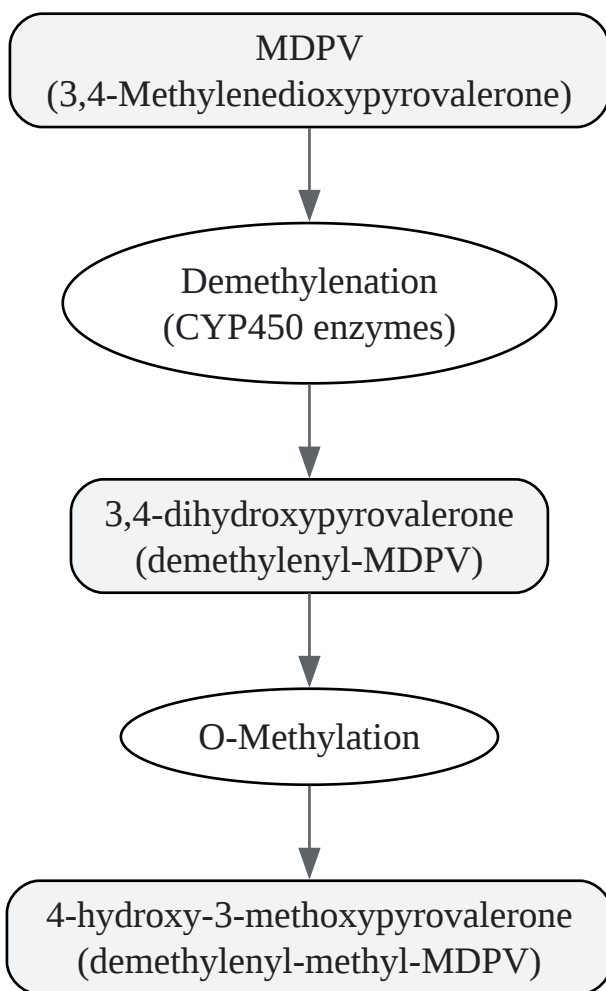 MDPV
(3,4-Methylenedioxypyrovalerone)
Demethylenation
(CYP450 enzymes)
3,4-dihydroxypyrovalerone
(demethylenyl-MDPV)
O-Methylation
4-hydroxy-3-methoxypyrovalerone
(demethylenyl-methyl-MDPV)